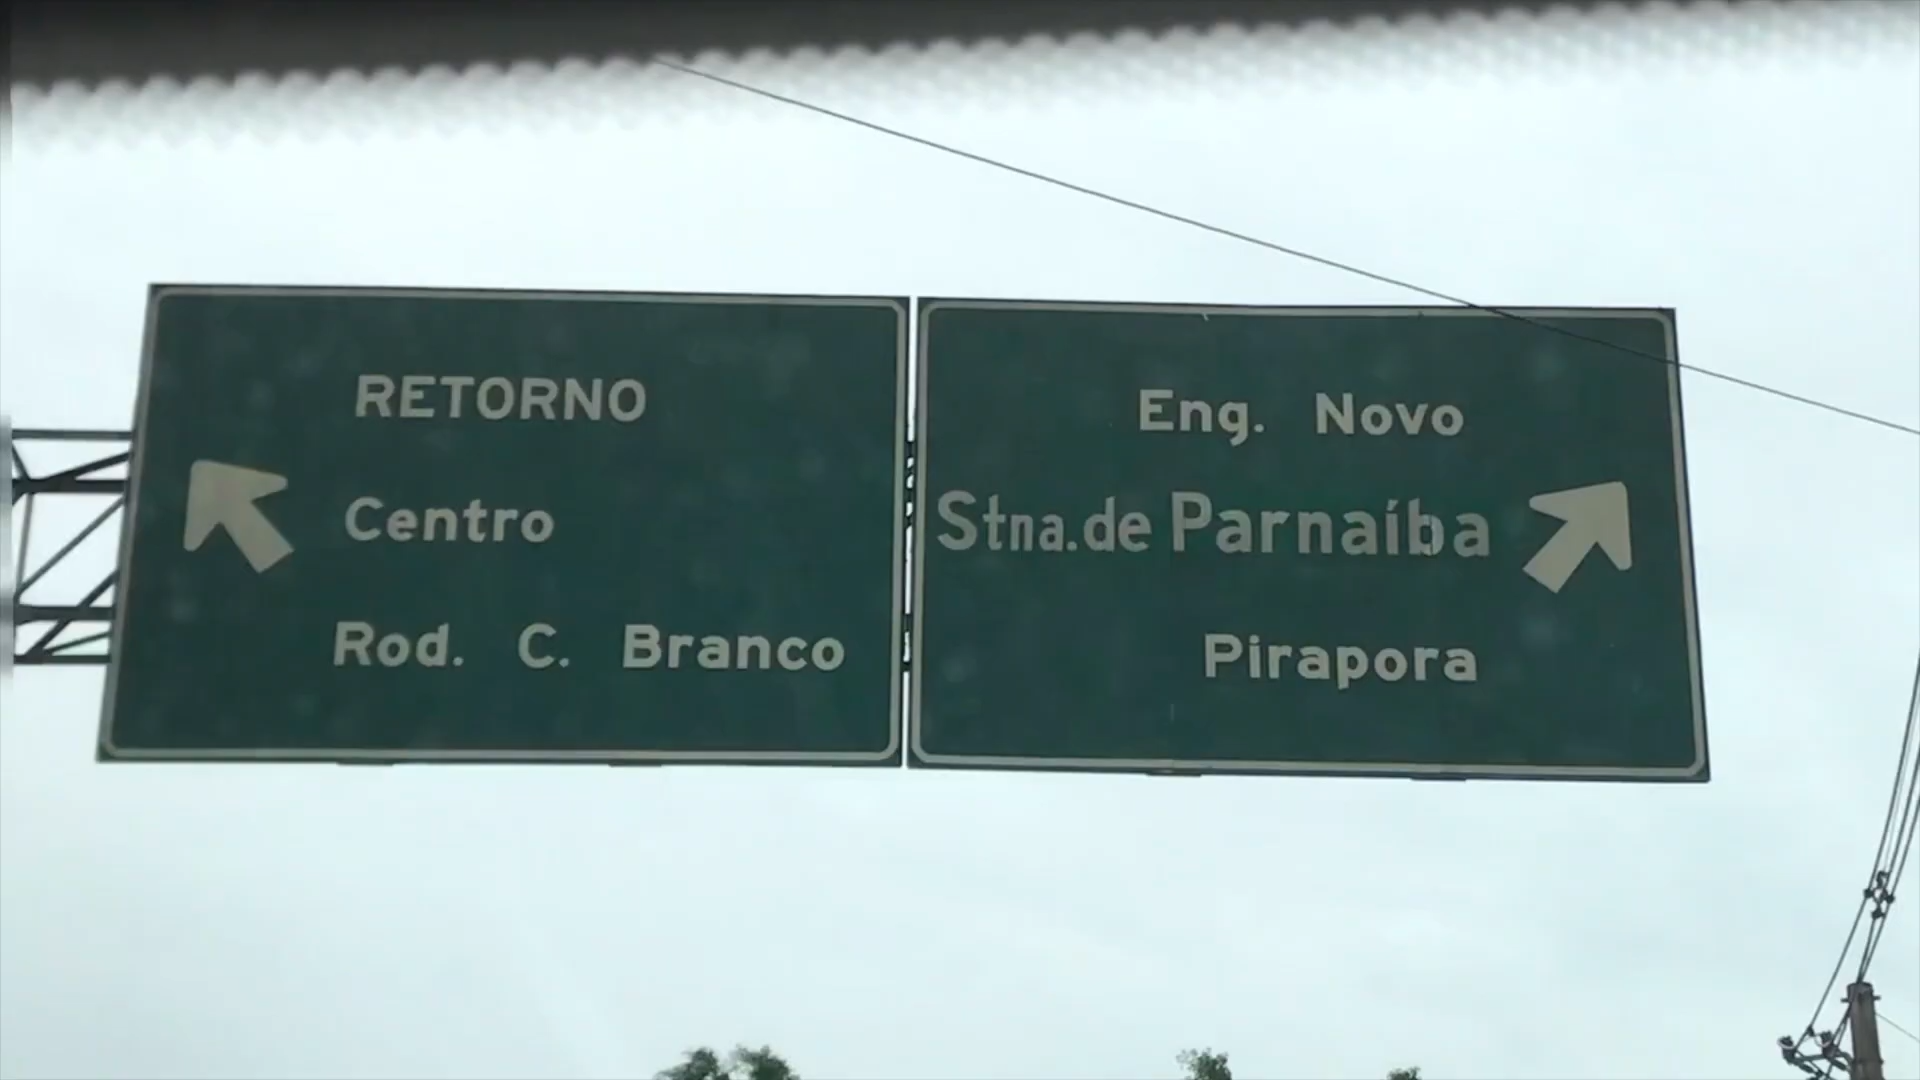 RETORNO
Centro
Rod. C. Branco
Eng. Novo
Stna.de Parnaíba
Pirapora